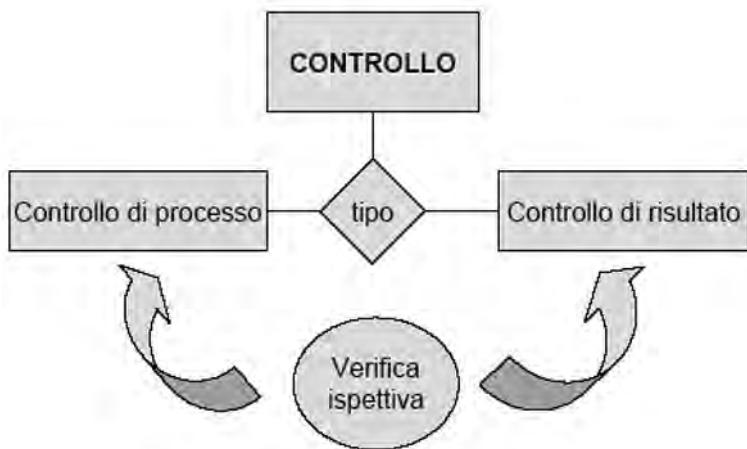 CONTROLLO
Controllo di processo
tipo
Controllo di risultato
Verifica
ispettiva